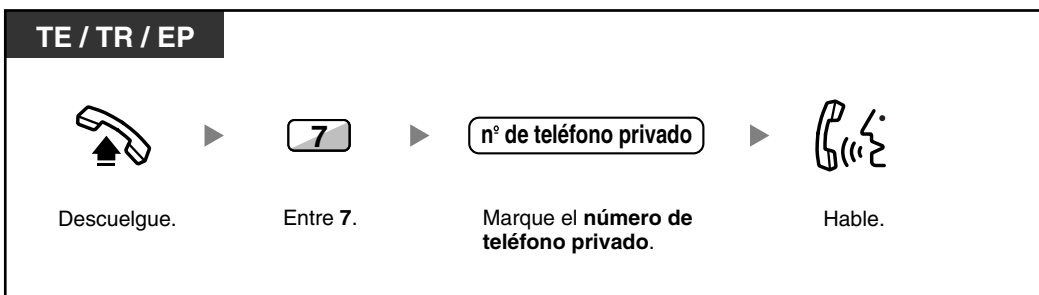 TE / TR / EP
7
nº de teléfono privado
Descuelgue.
Entre 7.
Marque el número de
teléfono privado.
Hable.